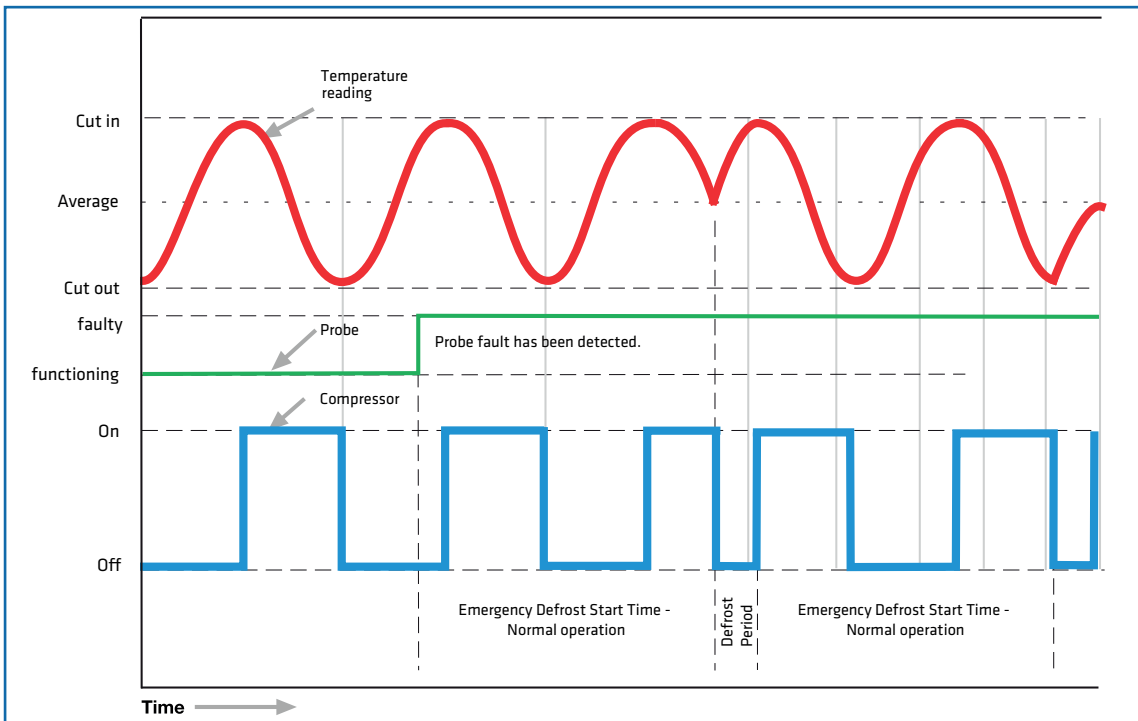 Temperature
reading
Cut in
Average
Cut out
faulty
Probe
Probe fault has been detected.
functioning
Compressor
On
Off
Emergency Defrost Start Time -
Normal operation
Defrost
Period
Emergency Defrost Start Time -
Normal operation
Time